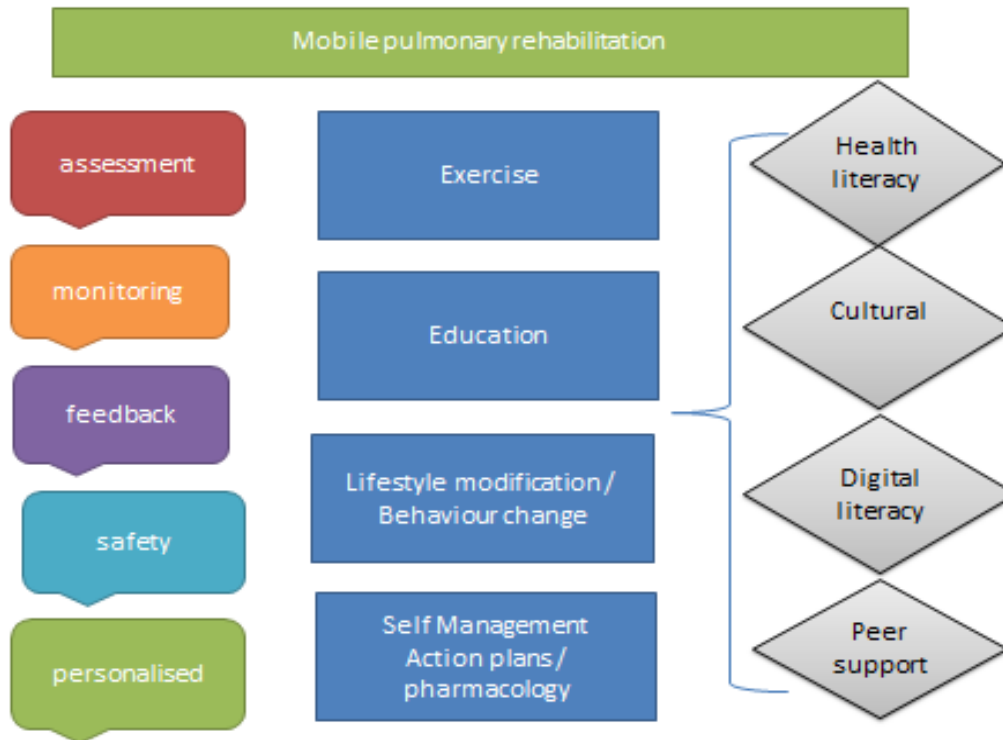 Mobile pulmonary rehabilitation
assessment
monitoring
feedback
safety
personalised
Exercise
Education
Lifestyle modification /
Behaviour change
Self Management
Action plans /
pharmacology
Health
literacy
Cultural
Digital
literacy
Peer
support